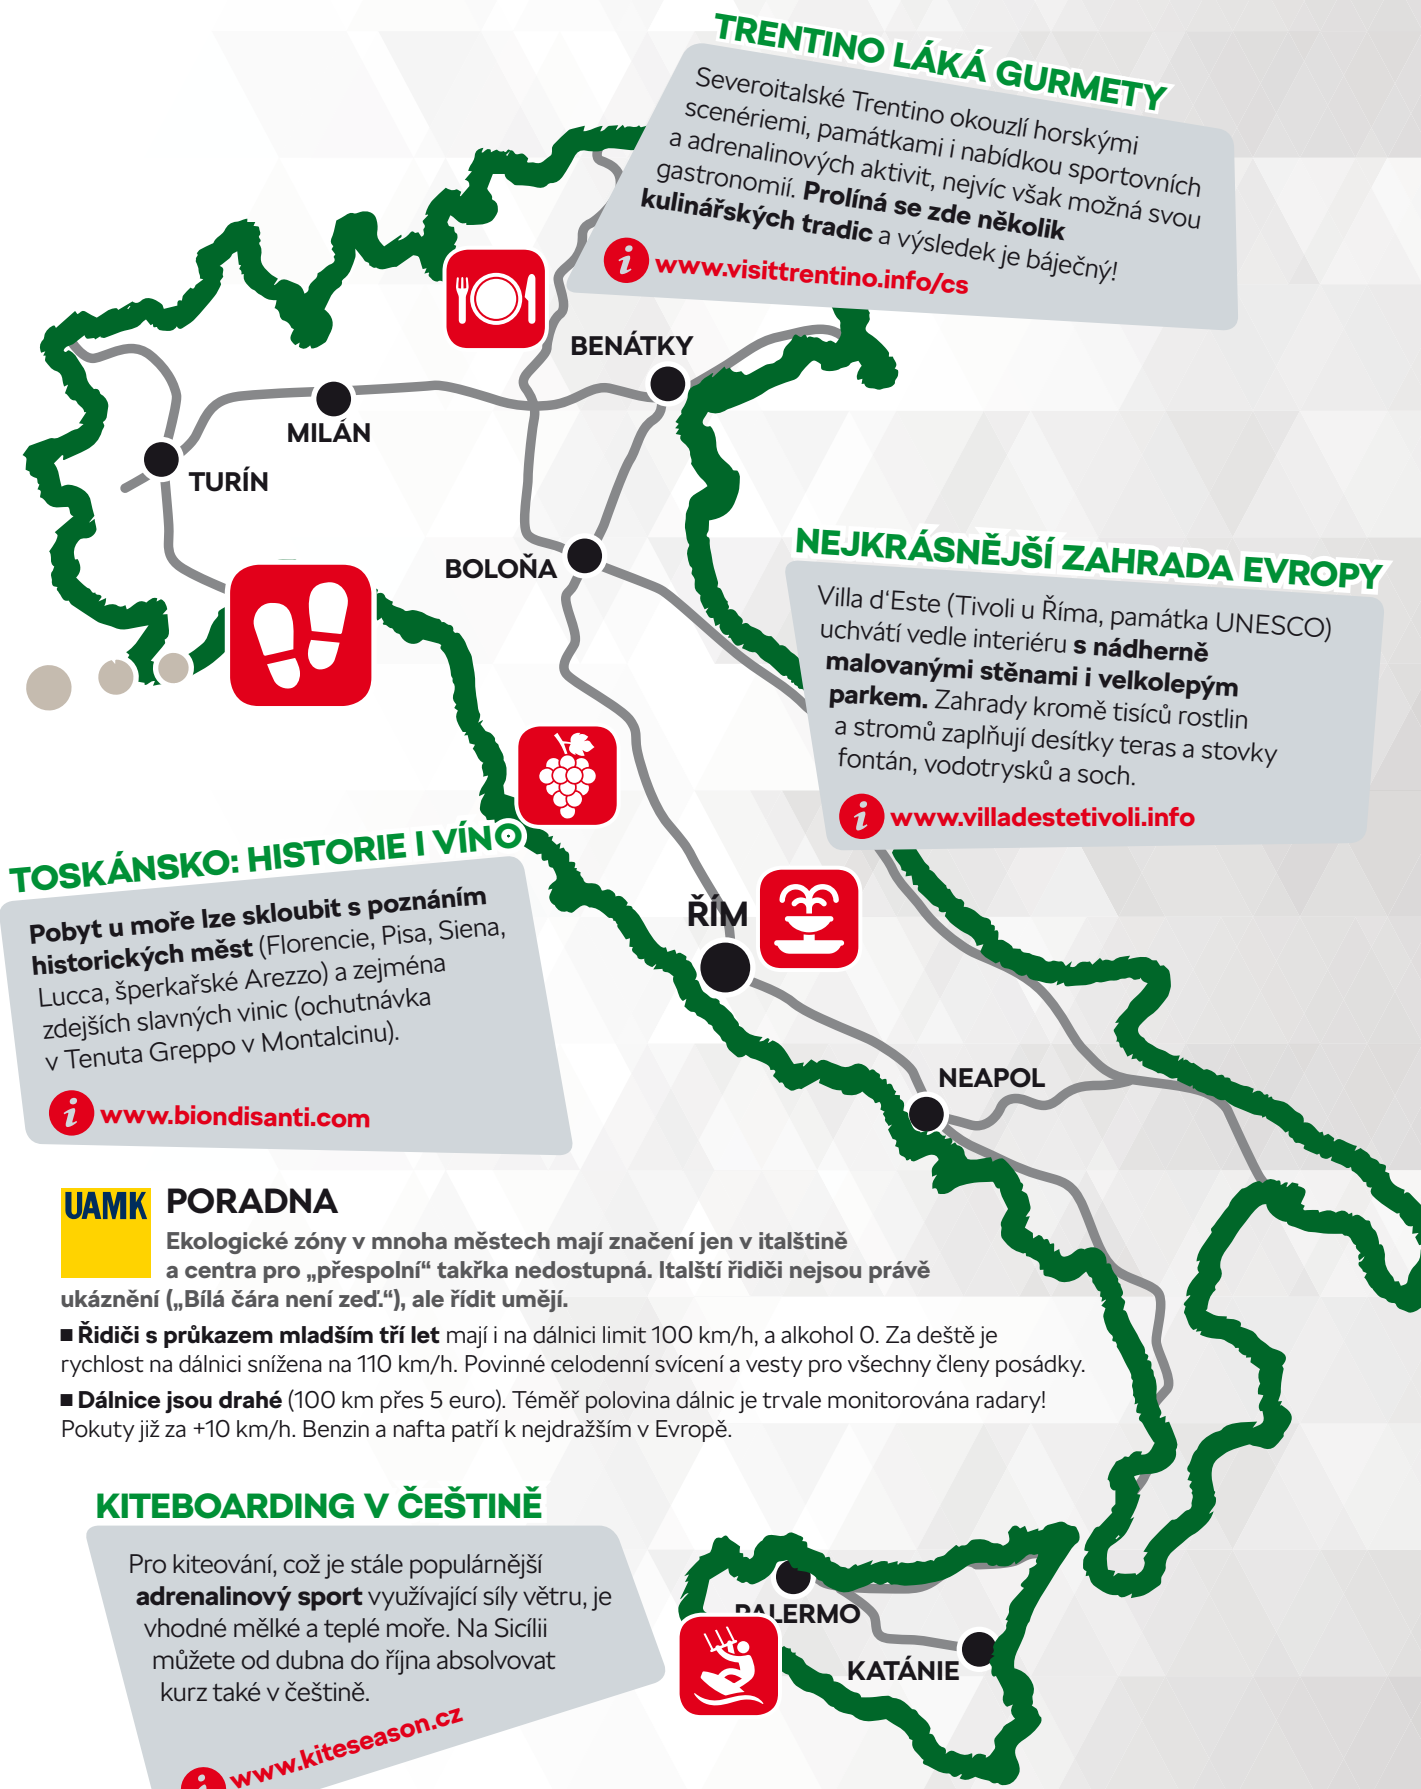 TRENTINO LÁKÁ GURMETY
Severoitalské Trentino okouzlí horskými
scenériemi, památkami i nabídkou sportovních
a adrenalinových aktivit, nejvíc však možná svou
gastronomií. Prolíná se zde několik
kulinářských tradic a výsledek je báječný!
i www.visittrentino.info/cs
BENÁTKY
MILÁN
TURÍN
BOLOŇA
NEJKRÁSNĚJŠÍ ZAHRADA EVROPY
Villa d‘Este (Tivoli u Říma, památka UNESCO)
uchvátí vedle interiéru s nádherně
malovanými stěnami i velkolepým
parkem. Zahrady kromě tisíců rostlin
a stromů zaplňují desítky teras a stovky
fontán, vodotrysků a soch.
i www.villadestetivoli.info
TOSKÁNSKO: HISTORIE I VÍNO
Pobyt u moře lze skloubit s poznáním
historických měst (Florencie, Pisa, Siena,
Lucca, šperkařské Arezzo) a zejména
zdejších slavných vinic (ochutnávka
v Tenuta Greppo v Montalcinu).
i www.biondisanti.com
ŘÍM
NEAPOL
UAMK PORADNA
Ekologické zóny v mnoha městech mají značení jen v italštině
a centra pro „přespolní“ takřka nedostupná. Italští řidiči nejsou právě
ukáznění („Bílá čára není zeď.“), ale řídit umějí.
■ Řidiči s průkazem mladším tří let mají i na dálnici limit 100 km/h, a alkohol 0. Za deště je
rychlost na dálnici snížena na 110 km/h. Povinné celodenní svícení a vesty pro všechny členy posádky.
■ Dálnice jsou drahé (100 km přes 5 euro). Téměř polovina dálnic je trvale monitorována radary!
Pokuty již za +10 km/h. Benzin a nafta patří k nejdražším v Evropě.
KITEBOARDING V ČEŠTINĚ
Pro kiteování, což je stále populárnější
adrenalinový sport využívající síly větru, je
vhodné mělké a teplé moře. Na Sicílii
můžete od dubna do října absolvovat
kurz také v češtině.
i www.kiteseason.cz
PALERMO
KATÁNIE